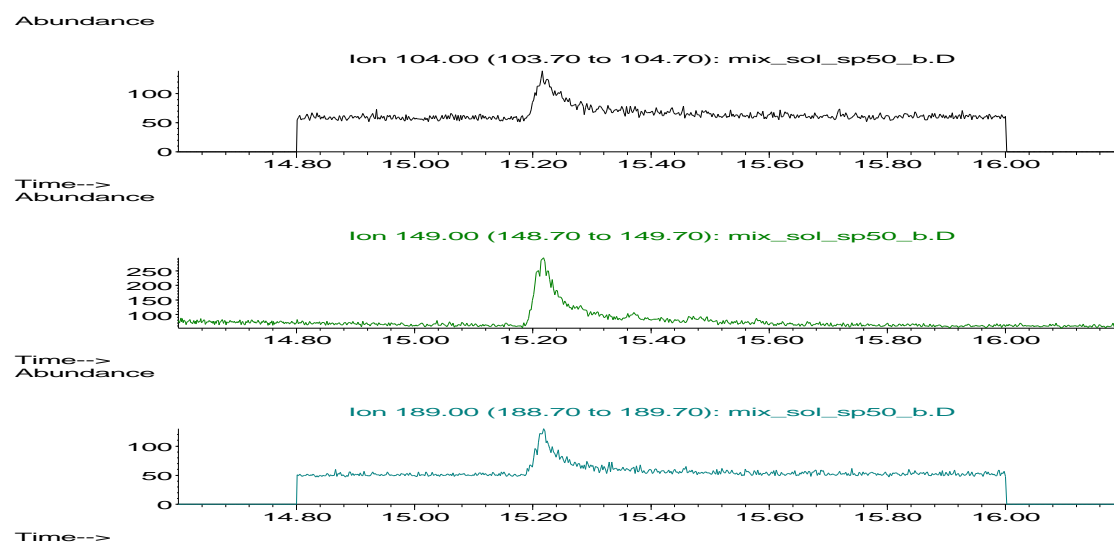 Abundance
Ion 104.00 (103.70 to 104.70): mix_sol_sp50_b.D
100
50
0
14.80 15.00 15.20 15.40 15.60 15.80 16.00
Time-->
Abundance
Ion 149.00 (148.70 to 149.70): mix_sol_sp50_b.D
250
200
150
100
14.80 15.00 15.20 15.40 15.60 15.80 16.00
Time-->
Abundance
Ion 189.00 (188.70 to 189.70): mix_sol_sp50_b.D
100
50
0
14.80 15.00 15.20 15.40 15.60 15.80 16.00
Time-->